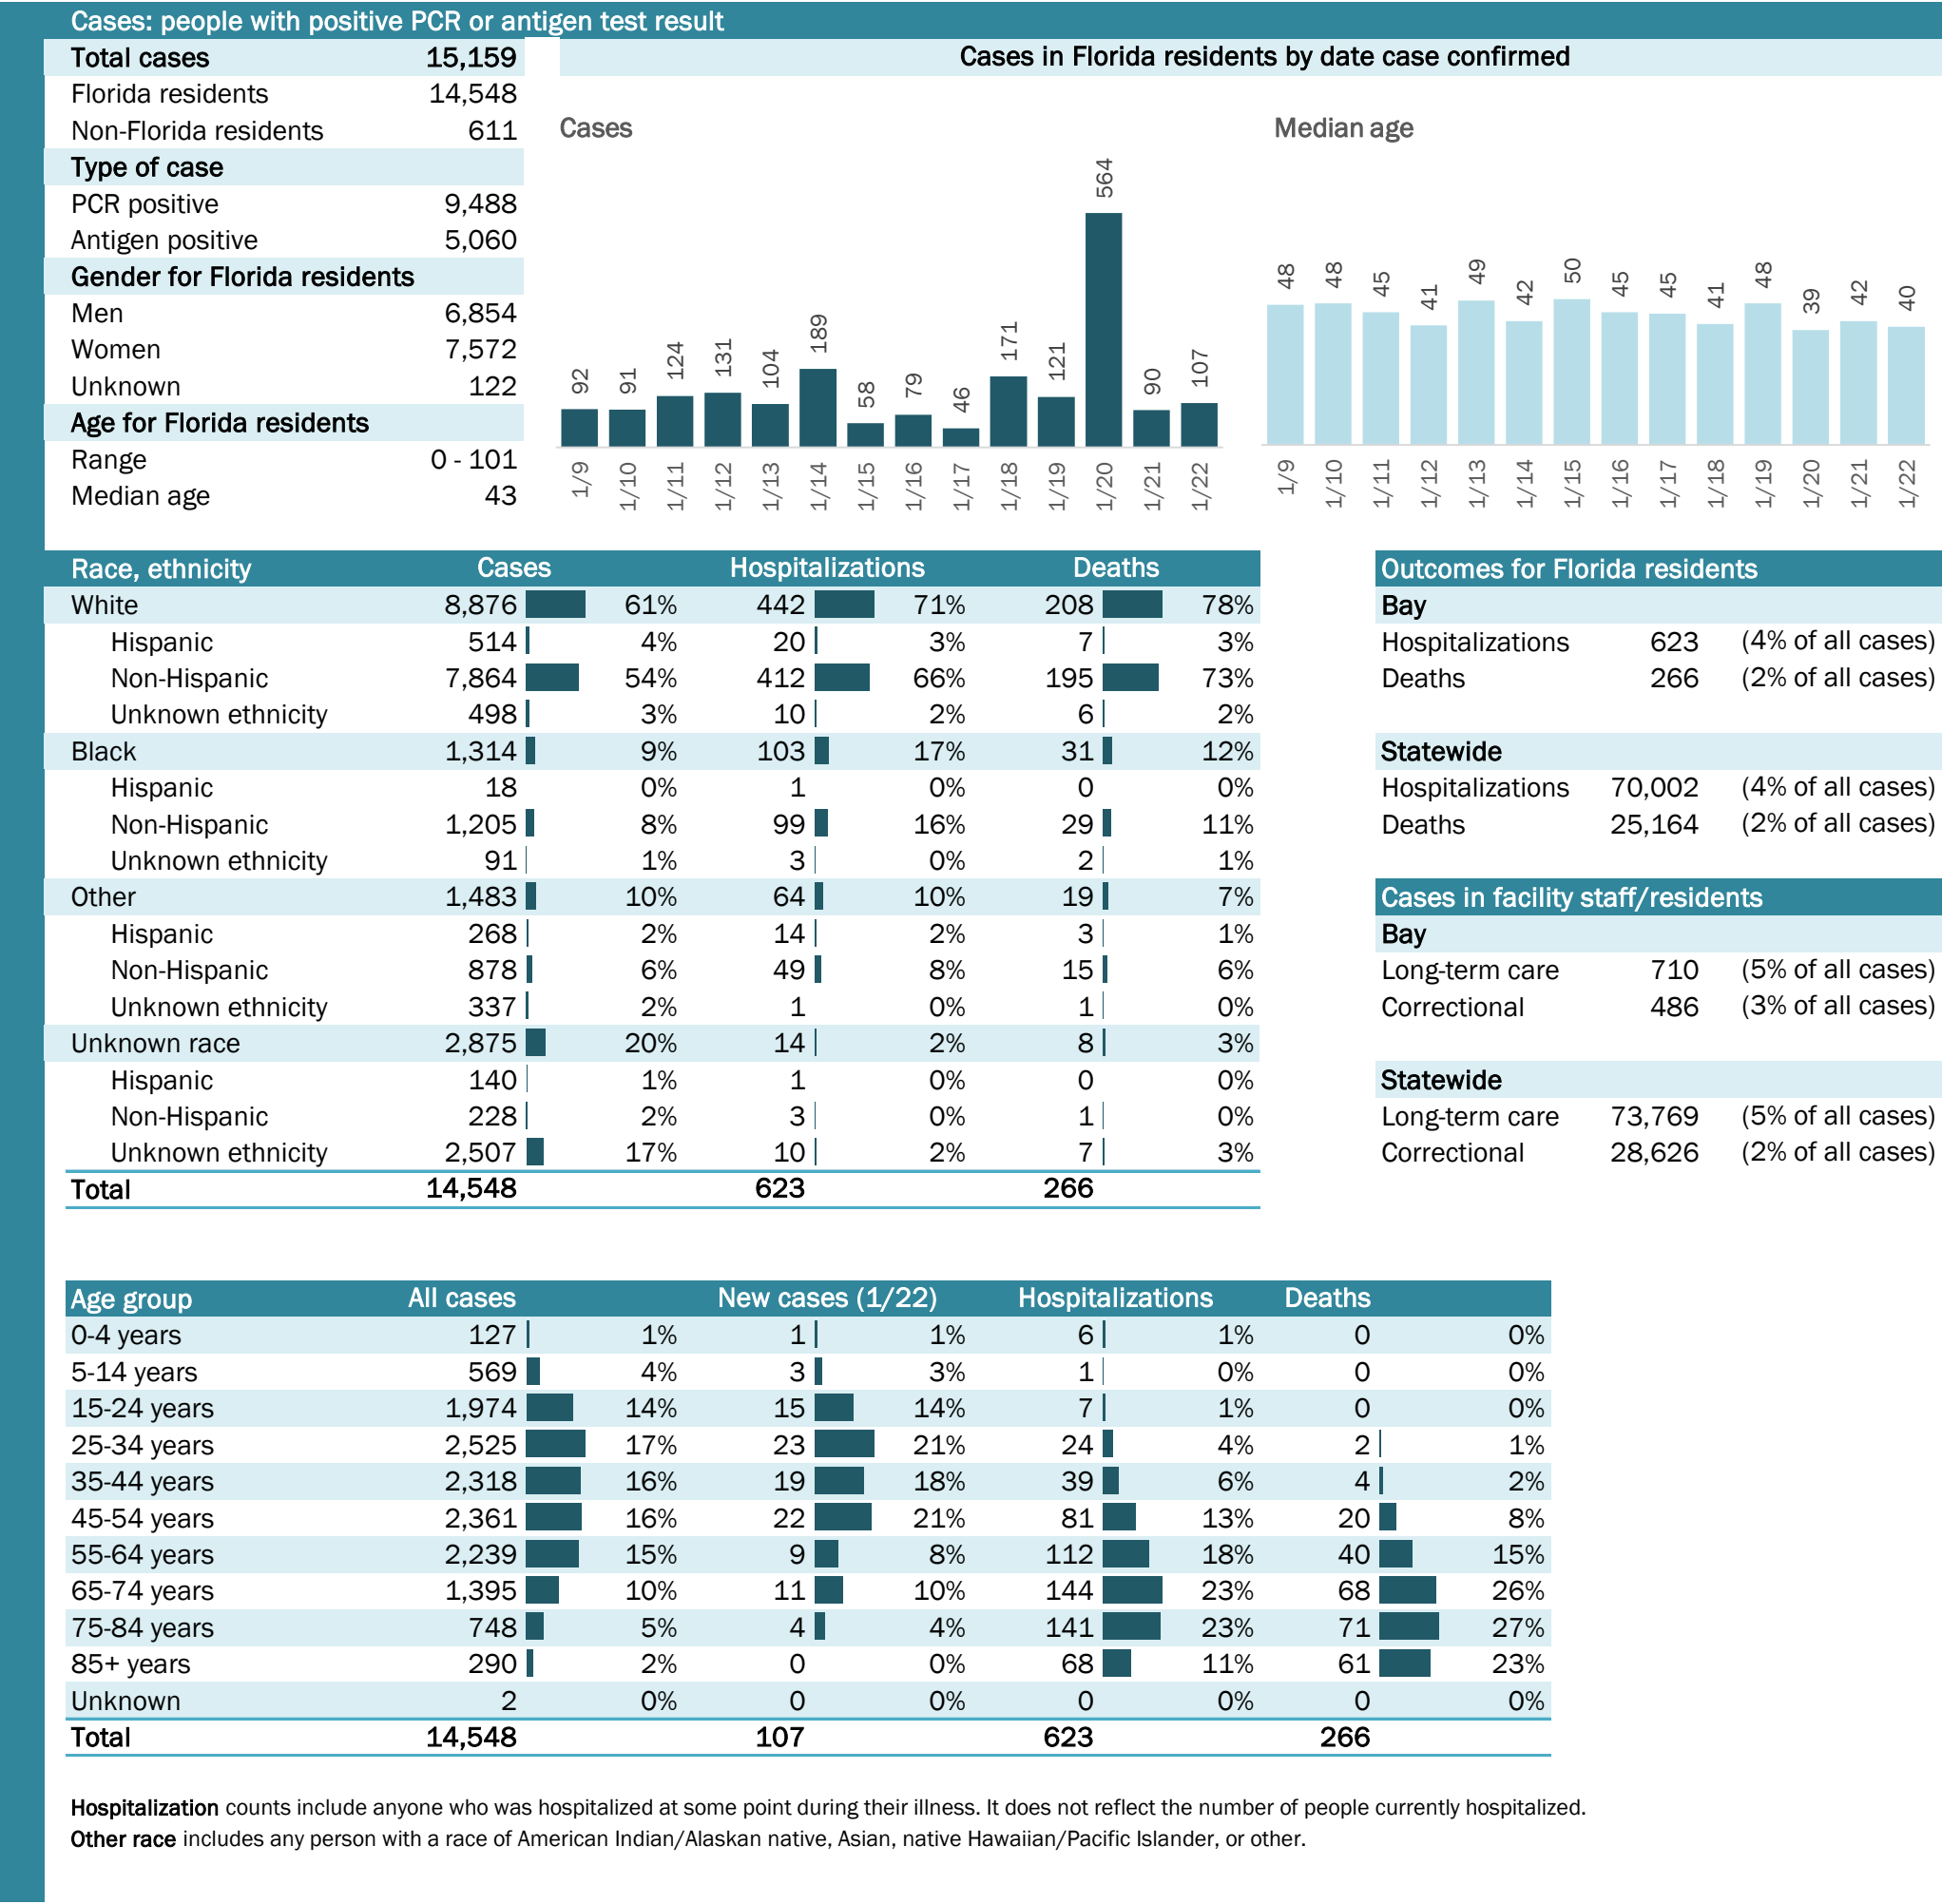 Cases: people with positive PCR or antigen test result
Total cases 15,159
Florida residents 14,548
Non-Florida residents 611
Type of case
PCR positive 9,488
Antigen positive 5,060
Gender for Florida residents
Men 6,854
Women 7,572
Unknown 122
Age for Florida residents
Range 0 - 101
Median age 43
Cases in Florida residents by date case confirmed
Cases
92 91 124 131 104 189 58 79 46 171 121 564 90 107
1/9 1/10 1/11 1/12 1/13 1/14 1/15 1/16 1/17 1/18 1/19 1/20 1/21 1/22
Median age
48 48 45 41 49 42 50 45 45 41 48 39 42 40
1/9 1/10 1/11 1/12 1/13 1/14 1/15 1/16 1/17 1/18 1/19 1/20 1/21 1/22
Race, ethnicity Cases Hospitalizations Deaths
White 8,876 61% 442 71% 208 78%
Hispanic 514 4% 20 3% 7 3%
Non-Hispanic 7,864 54% 412 66% 195 73%
Unknown ethnicity 498 3% 10 2% 6 2%
Black 1,314 9% 103 17% 31 12%
Hispanic 18 0% 1 0% 0 0%
Non-Hispanic 1,205 8% 99 16% 29 11%
Unknown ethnicity 91 1% 3 0% 2 1%
Other 1,483 10% 64 10% 19 7%
Hispanic 268 2% 14 2% 3 1%
Non-Hispanic 878 6% 49 8% 15 6%
Unknown ethnicity 337 2% 1 0% 1 0%
Unknown race 2,875 20% 14 2% 8 3%
Hispanic 140 1% 1 0% 0 0%
Non-Hispanic 228 2% 3 0% 1 0%
Unknown ethnicity 2,507 17% 10 2% 7 3%
Total 14,548 623 266
Outcomes for Florida residents
Bay
Hospitalizations 623 (4% of all cases)
Deaths 266 (2% of all cases)
Statewide
Hospitalizations 70,002 (4% of all cases)
Deaths 25,164 (2% of all cases)
Cases in facility staff/residents
Bay
Long-term care 710 (5% of all cases)
Correctional 486 (3% of all cases)
Statewide
Long-term care 73,769 (5% of all cases)
Correctional 28,626 (2% of all cases)
Age group All cases New cases (1/22) Hospitalizations Deaths
0-4 years 127 1% 1 1% 6 1% 0 0%
5-14 years 569 4% 3 3% 1 0% 0 0%
15-24 years 1,974 14% 15 14% 7 1% 0 0%
25-34 years 2,525 17% 23 21% 24 4% 2 1%
35-44 years 2,318 16% 19 18% 39 6% 4 2%
45-54 years 2,361 16% 22 21% 81 13% 20 8%
55-64 years 2,239 15% 9 8% 112 18% 40 15%
65-74 years 1,395 10% 11 10% 144 23% 68 26%
75-84 years 748 5% 4 4% 141 23% 71 27%
85+ years 290 2% 0 0% 68 11% 61 23%
Unknown 2 0% 0 0% 0 0% 0 0%
Total 14,548 107 623 266
Hospitalization counts include anyone who was hospitalized at some point during their illness. It does not reflect the number of people currently hospitalized.
Other race includes any person with a race of American Indian/Alaskan native, Asian, native Hawaiian/Pacific Islander, or other.